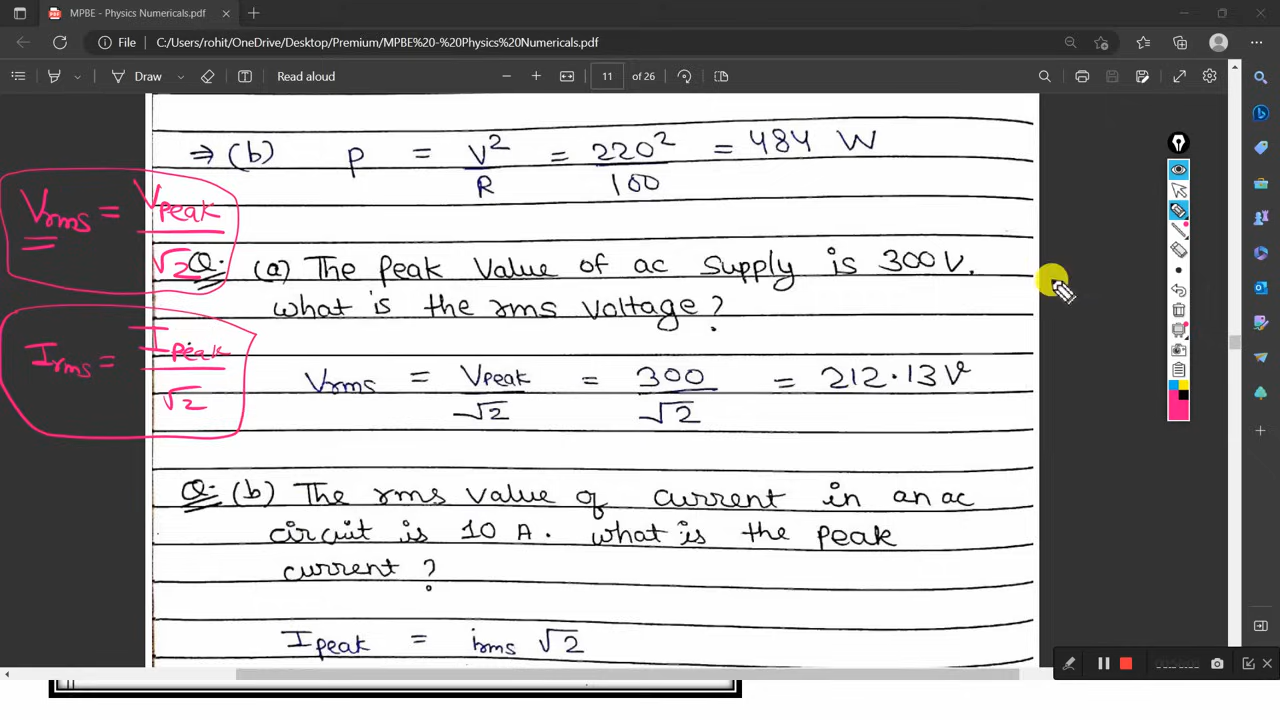 MPBE - Physics Numericals.pdf
File C:/Users/rohit/OneDrive/Desktop/Premium/MPBE%20-%20Physics%20Numericals.pdf
Draw Read aloud 11 of 26
⇒ (b) P = V²/R = 220²/100 = 484 W
Vrms = Vpeak/√2
Q:- (a) The Peak Value of ac supply is 300V.
what is the rms voltage?
Irms = Ipeak/√2
Vrms = Vpeak/√2 = 300/√2 = 212.13V
Q:- (b) The rms value of current in an ac
circuit is 10 A. what is the peak
current?
Ipeak = irms √2